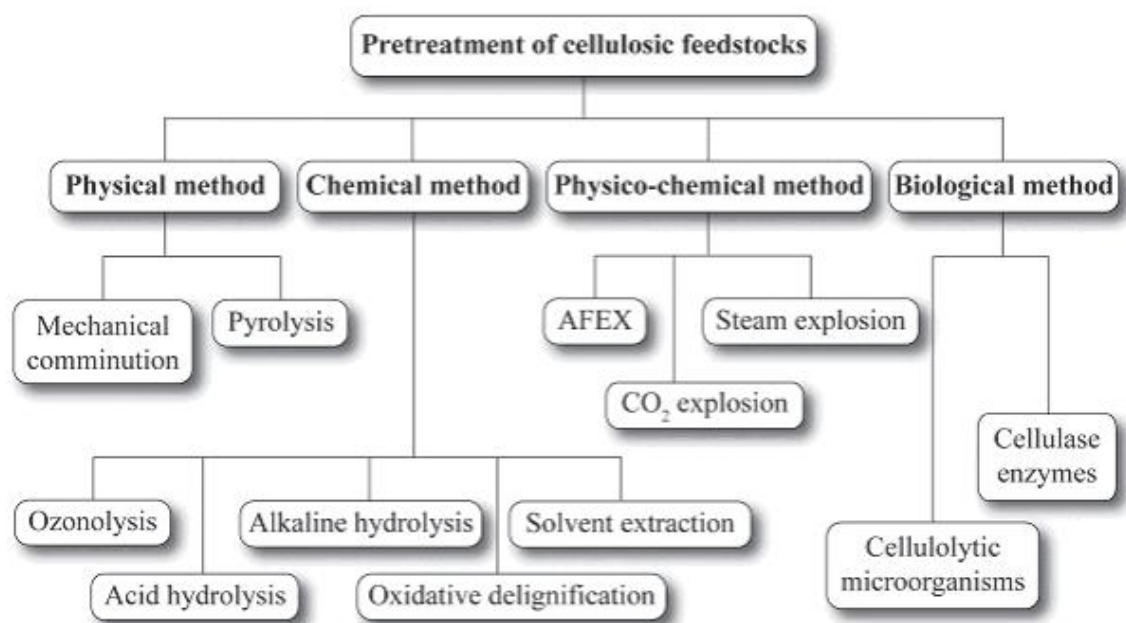 Pretreatment of cellulosic feedstocks
Physical method
Chemical method
Physico-chemical method
Biological method
Mechanical
comminution
Pyrolysis
AFEX
Steam explosion
CO₂ explosion
Cellulase
enzymes
Ozonolysis
Alkaline hydrolysis
Solvent extraction
Cellulolytic
microorganisms
Acid hydrolysis
Oxidative delignification